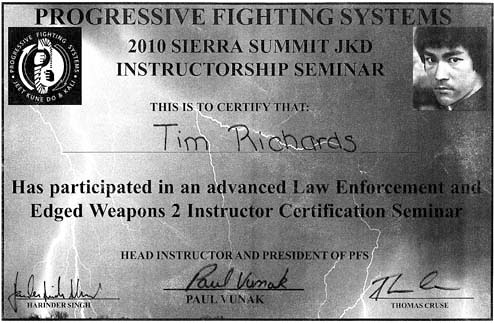 PROGRESSIVE FIGHTING SYSTEMS
PROGRESSIVE FIGHTING SYSTEMS
JEET KUNE DO & KALI
2010 SIERRA SUMMIT JKD
INSTRUCTORSHIP SEMINAR
THIS IS TO CERTIFY THAT:
Tim Richards
Has participated in an advanced Law Enforcement and
Edged Weapons 2 Instructor Certification Seminar
HEAD INSTRUCTOR AND PRESIDENT OF PFS
Paul Vunak
HARINDER SINGH
PAUL VUNAK
THOMAS CRUSE